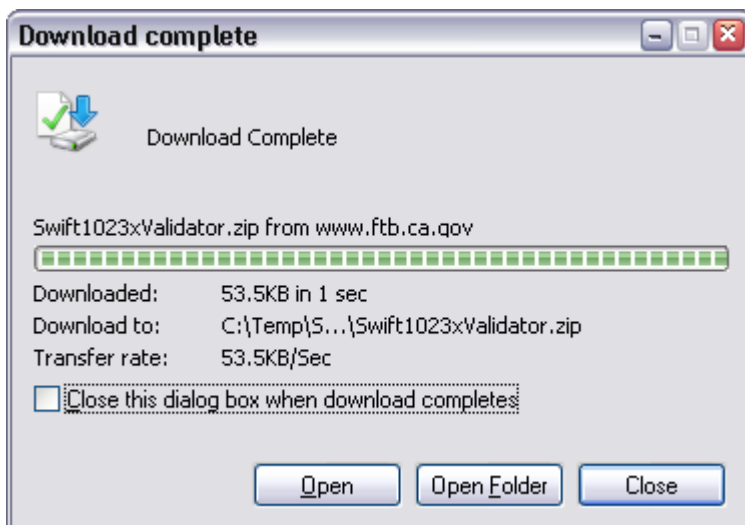 Download complete
Download Complete
Swift1023xValidator.zip from www.ftb.ca.gov
Downloaded: 53.5KB in 1 sec
Download to: C:\Temp\S...\Swift1023xValidator.zip
Transfer rate: 53.5KB/Sec
Close this dialog box when download completes
Open Open Folder Close